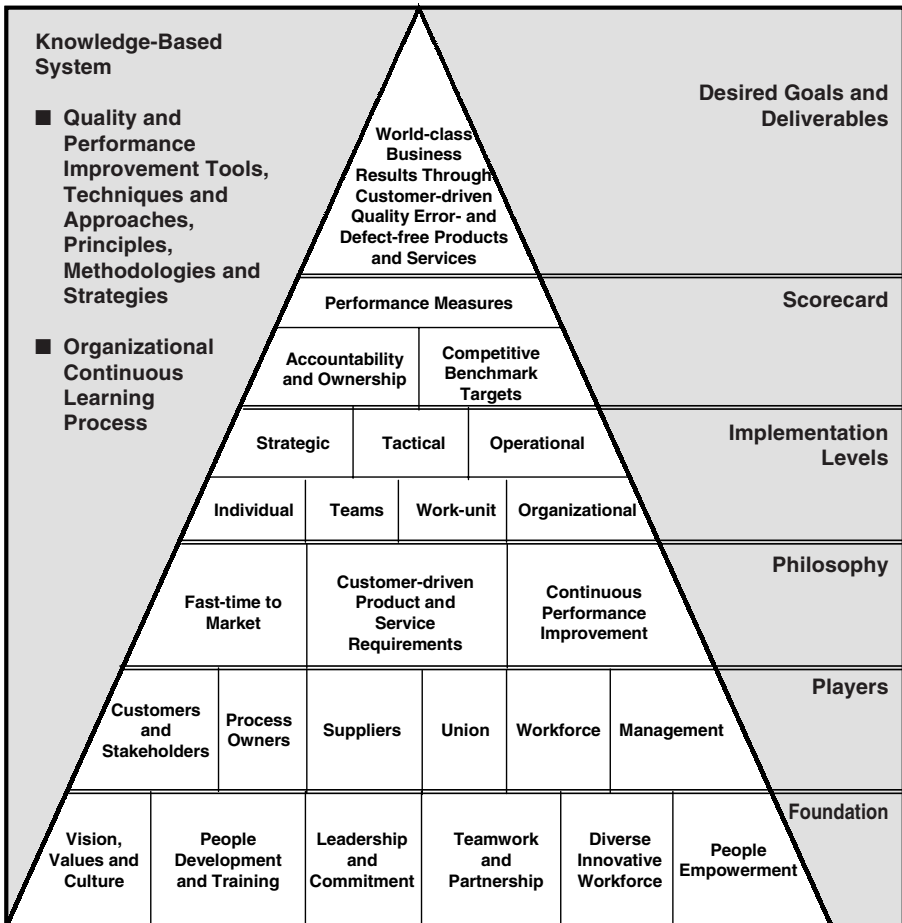 Knowledge-Based
System
■ Quality and
Performance
Improvement Tools,
Techniques and
Approaches,
Principles,
Methodologies and
Strategies
■ Organizational
Continuous
Learning
Process
World-class
Business
Results Through
Customer-driven
Quality Error- and
Defect-free Products
and Services
Desired Goals and
Deliverables
Performance Measures
Scorecard
Accountability
and Ownership
Competitive
Benchmark
Targets
Strategic
Tactical
Operational
Implementation
Levels
Individual
Teams
Work-unit
Organizational
Fast-time to
Market
Customer-driven
Product and
Service
Requirements
Continuous
Performance
Improvement
Philosophy
Customers
and
Stakeholders
Process
Owners
Suppliers
Union
Workforce
Management
Players
Vision,
Values and
Culture
People
Development
and Training
Leadership
and
Commitment
Teamwork
and
Partnership
Diverse
Innovative
Workforce
People
Empowerment
Foundation